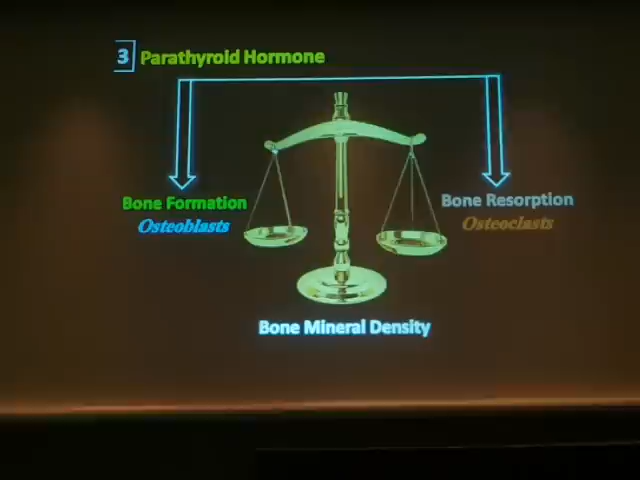 3 Parathyroid Hormone
Bone Formation
Osteoblasts
Bone Resorption
Osteoclasts
Bone Mineral Density